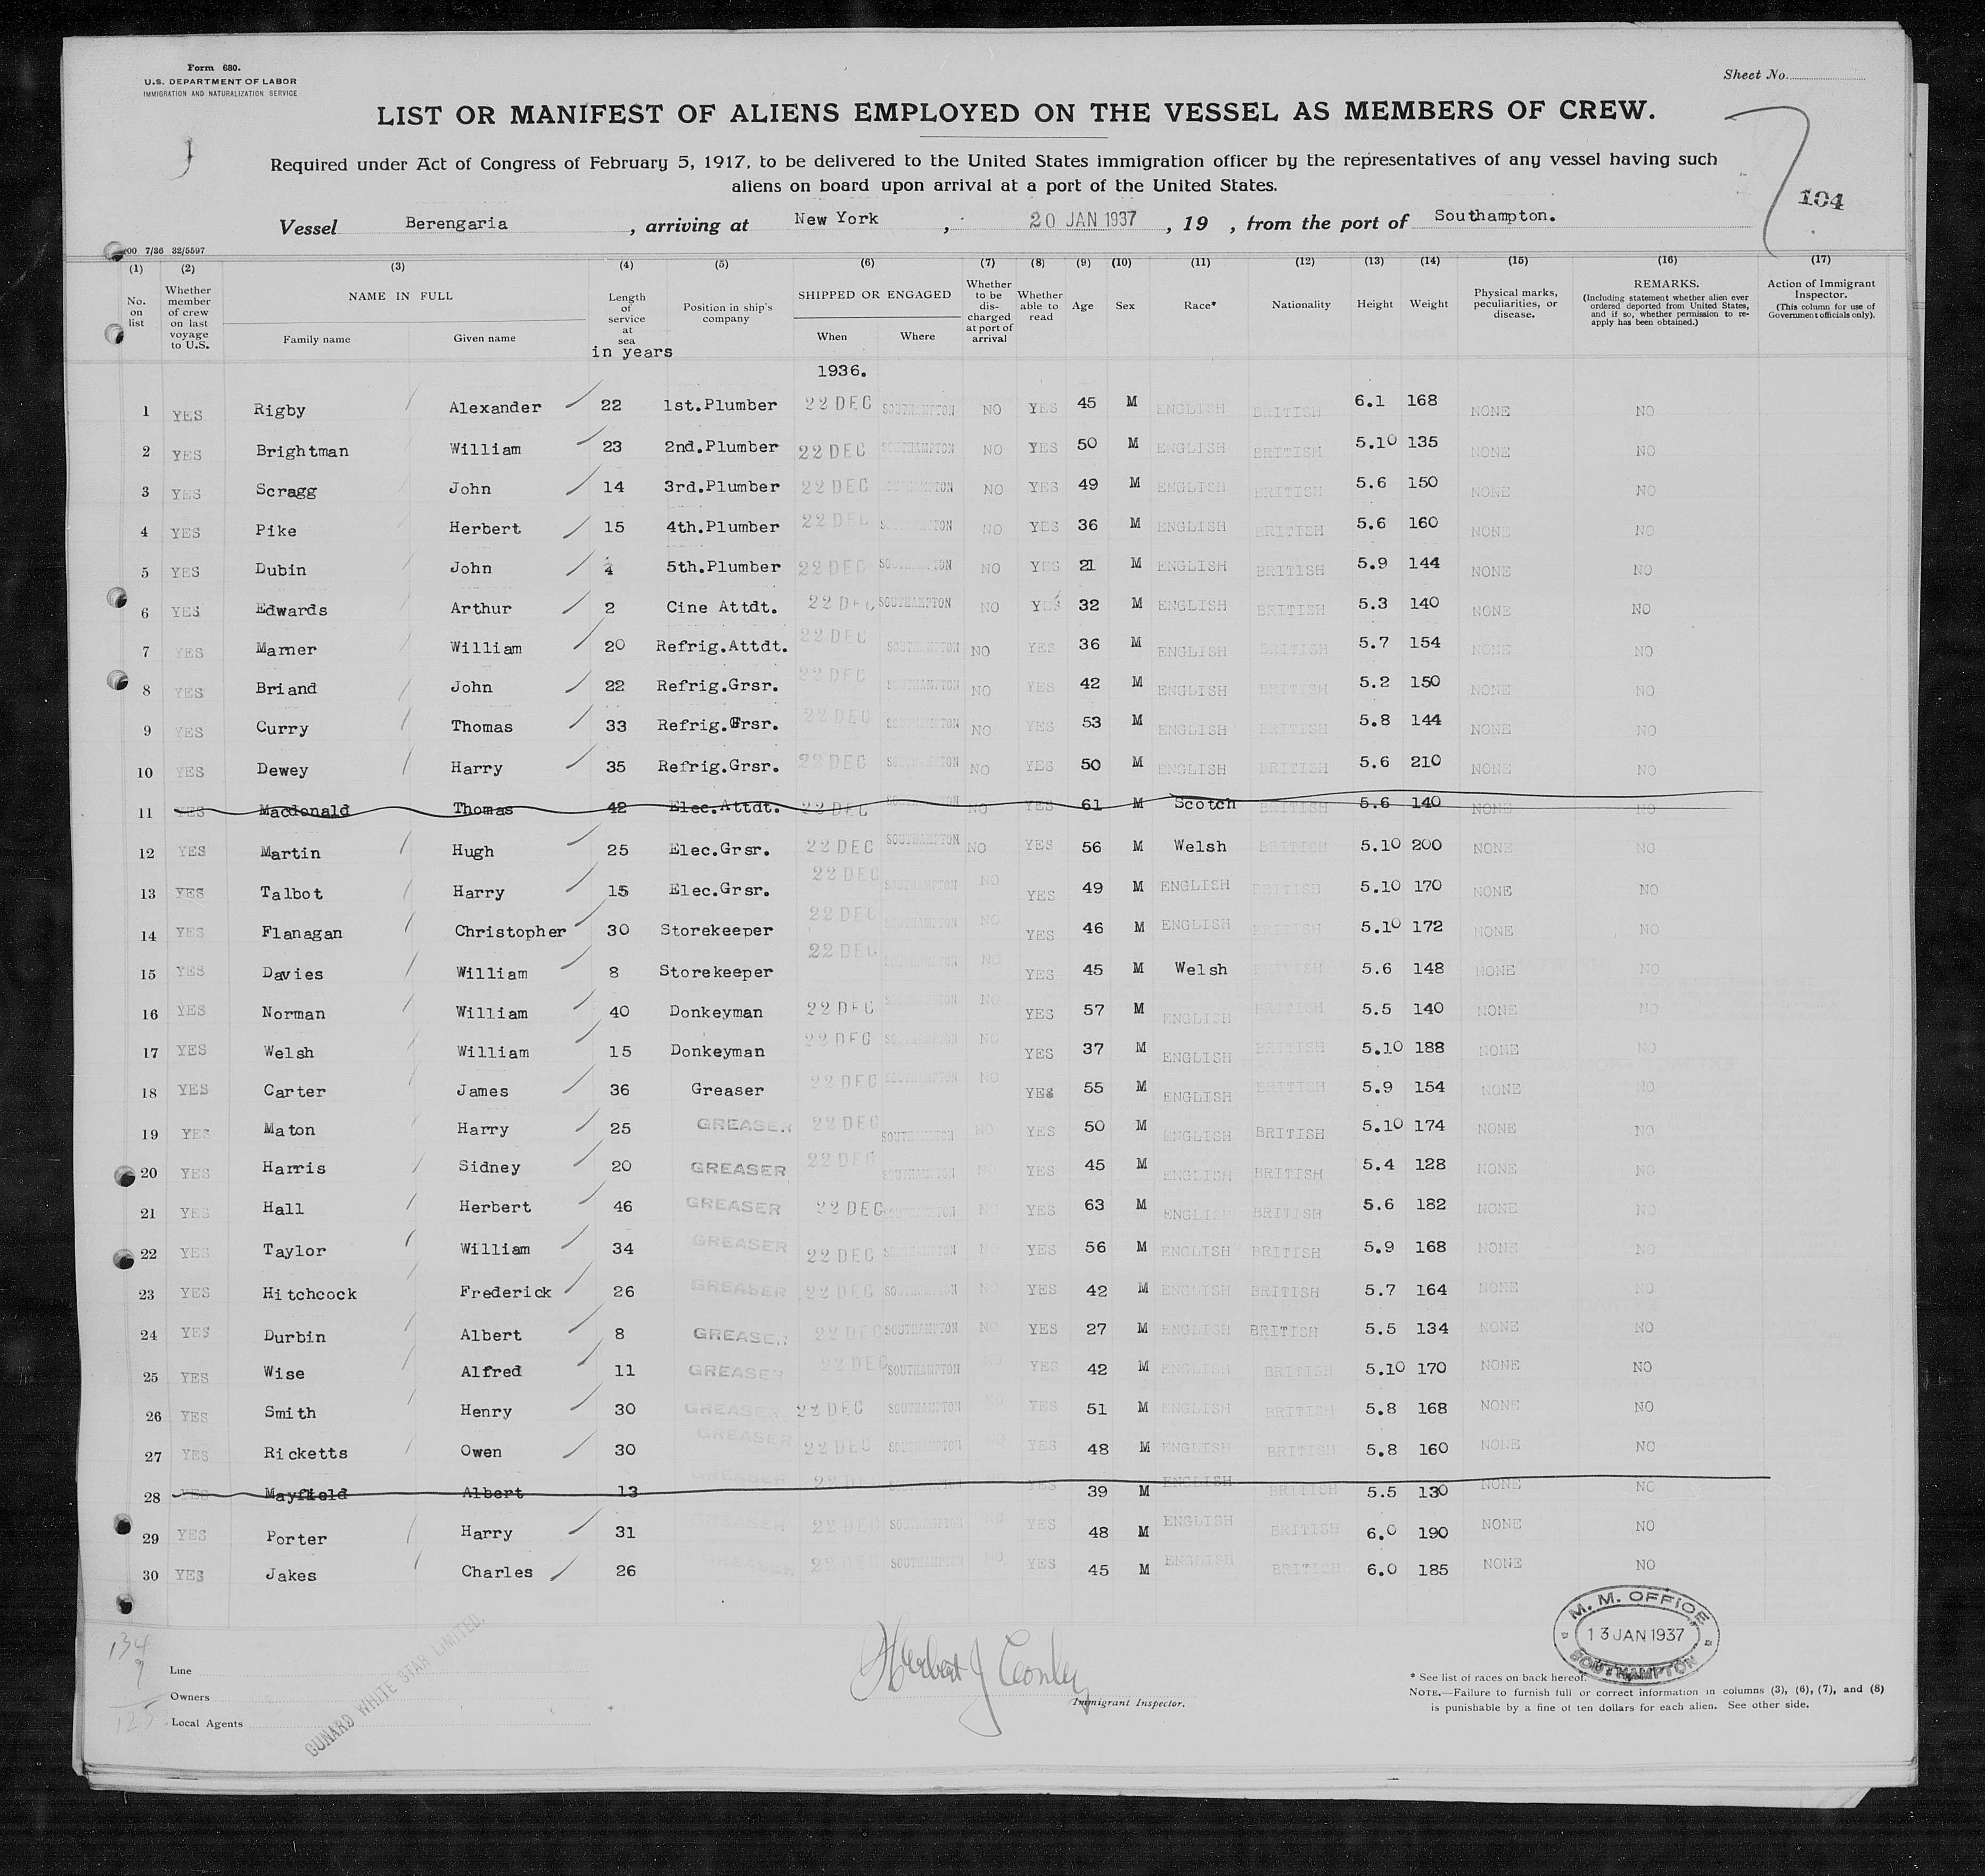 Form 680.
U.S. DEPARTMENT OF LABOR
IMMIGRATION AND NATURALIZATION SERVICE
Sheet No.
LIST OR MANIFEST OF ALIENS EMPLOYED ON THE VESSEL AS MEMBERS OF CREW.
Required under Act of Congress of February 5, 1917, to be delivered to the United States immigration officer by the representatives of any vessel having such
aliens on board upon arrival at a port of the United States.
104
Vessel Berengaria, arriving at New York, 20 JAN 1937, 19 , from the port of Southampton.
00 7/36 32/5597
(1) (2) (3) (4) (5) (6) (7) (8) (9) (10) (11) (12) (13) (14) (15) (16) (17)
No. on list
Whether member of crew on last voyage to U.S.
NAME IN FULL
Family name Given name
Length of service at sea
in years
Position in ship's company
SHIPPED OR ENGAGED
When Where
Whether to be discharged at port of arrival
Whether able to read
Age Sex Race* Nationality Height Weight
Physical marks, peculiarities, or disease.
REMARKS.
(Including statement whether alien ever ordered deported from United States, and if so, whether permission to re-apply has been obtained.)
Action of Immigrant Inspector.
(This column for use of Government officials only).
1936.
1 YES Rigby Alexander 22 1st.Plumber 22 DEC SOUTHAMPTON NO YES 45 M ENGLISH BRITISH 6.1 168 NONE NO
2 YES Brightman William 23 2nd.Plumber 22 DEC SOUTHAMPTON NO YES 50 M ENGLISH BRITISH 5.10 135 NONE NO
3 YES Scragg John 14 3rd.Plumber 22 DEC SOUTHAMPTON NO YES 49 M ENGLISH BRITISH 5.6 150 NONE NO
4 YES Pike Herbert 15 4th.Plumber 22 DEC SOUTHAMPTON NO YES 36 M ENGLISH BRITISH 5.6 160 NONE NO
5 YES Dubin John 4 5th.Plumber 22 DEC SOUTHAMPTON NO YES 21 M ENGLISH BRITISH 5.9 144 NONE NO
6 YES Edwards Arthur 2 Cine Attdt. 22 DEC SOUTHAMPTON NO YES 32 M ENGLISH BRITISH 5.3 140 NONE NO
7 YES Marner William 20 Refrig.Attdt. 22 DEC SOUTHAMPTON NO YES 36 M ENGLISH BRITISH 5.7 154 NONE NO
8 YES Briand John 22 Refrig.Grsr. 22 DEC SOUTHAMPTON NO YES 42 M ENGLISH BRITISH 5.2 150 NONE NO
9 YES Curry Thomas 33 Refrig.Grsr. 22 DEC SOUTHAMPTON NO YES 53 M ENGLISH BRITISH 5.8 144 NONE NO
10 YES Dewey Harry 35 Refrig.Grsr. 22 DEC SOUTHAMPTON NO YES 50 M ENGLISH BRITISH 5.6 210 NONE NO
11 YES Macdonald Thomas 42 Elec.Attdt. 22 DEC SOUTHAMPTON NO YES 61 M Scotch BRITISH 5.6 140 NONE NO
12 YES Martin Hugh 25 Elec.Grsr. 22 DEC SOUTHAMPTON NO YES 56 M Welsh BRITISH 5.10 200 NONE NO
13 YES Talbot Harry 15 Elec.Grsr. 22 DEC SOUTHAMPTON NO YES 49 M ENGLISH BRITISH 5.10 170 NONE NO
14 YES Flanagan Christopher 30 Storekeeper 22 DEC SOUTHAMPTON NO YES 46 M ENGLISH BRITISH 5.10 172 NONE NO
15 YES Davies William 8 Storekeeper 22 DEC SOUTHAMPTON NO YES 45 M Welsh BRITISH 5.6 148 NONE NO
16 YES Norman William 40 Donkeyman 22 DEC SOUTHAMPTON NO YES 57 M ENGLISH BRITISH 5.5 140 NONE NO
17 YES Welsh William 15 Donkeyman 22 DEC SOUTHAMPTON NO YES 37 M ENGLISH BRITISH 5.10 188 NONE NO
18 YES Carter James 36 Greaser 22 DEC SOUTHAMPTON NO YES 55 M ENGLISH BRITISH 5.9 154 NONE NO
19 YES Maton Harry 25 GREASER 22 DEC SOUTHAMPTON NO YES 50 M ENGLISH BRITISH 5.10 174 NONE NO
20 YES Harris Sidney 20 GREASER 22 DEC SOUTHAMPTON NO YES 45 M ENGLISH BRITISH 5.4 128 NONE NO
21 YES Hall Herbert 46 GREASER 22 DEC SOUTHAMPTON NO YES 63 M ENGLISH BRITISH 5.6 182 NONE NO
22 YES Taylor William 34 GREASER 22 DEC SOUTHAMPTON NO YES 56 M ENGLISH BRITISH 5.9 168 NONE NO
23 YES Hitchcock Frederick 26 GREASER 22 DEC SOUTHAMPTON NO YES 42 M ENGLISH BRITISH 5.7 164 NONE NO
24 YES Durbin Albert 8 GREASER 22 DEC SOUTHAMPTON NO YES 27 M ENGLISH BRITISH 5.5 134 NONE NO
25 YES Wise Alfred 11 GREASER 22 DEC SOUTHAMPTON NO YES 42 M ENGLISH BRITISH 5.10 170 NONE NO
26 YES Smith Henry 30 GREASER 22 DEC SOUTHAMPTON NO YES 51 M ENGLISH BRITISH 5.8 168 NONE NO
27 YES Ricketts Owen 30 GREASER 22 DEC SOUTHAMPTON NO YES 48 M ENGLISH BRITISH 5.8 160 NONE NO
28 YES Mayfield Albert 13 GREASER 22 DEC SOUTHAMPTON NO YES 39 M ENGLISH BRITISH 5.5 130 NONE NO
29 YES Porter Harry 31 GREASER 22 DEC SOUTHAMPTON NO YES 48 M ENGLISH BRITISH 6.0 190 NONE NO
30 YES Jakes Charles 26 GREASER 22 DEC SOUTHAMPTON NO YES 45 M ENGLISH BRITISH 6.0 185 NONE NO
134
9
125
Line
Owners
Local Agents
CUNARD WHITE STAR LIMITED.
Herbert J Conley
Immigrant Inspector.
M. M. OFFICE
13 JAN 1937
SOUTHAMPTON
* See list of races on back hereof.
NOTE.—Failure to furnish full or correct information in columns (3), (6), (7), and (8)
is punishable by a fine of ten dollars for each alien. See other side.